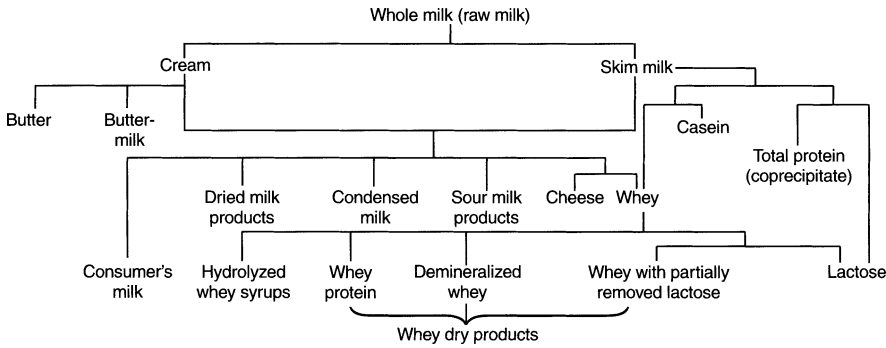 Whole milk (raw milk)
Cream
Skim milk
Butter
Butter-
milk
Casein
Total protein
(coprecipitate)
Dried milk
products
Condensed
milk
Sour milk
products
Cheese
Whey
Consumer's
milk
Hydrolyzed
whey syrups
Whey
protein
Demineralized
whey
Whey with partially
removed lactose
Lactose
Whey dry products